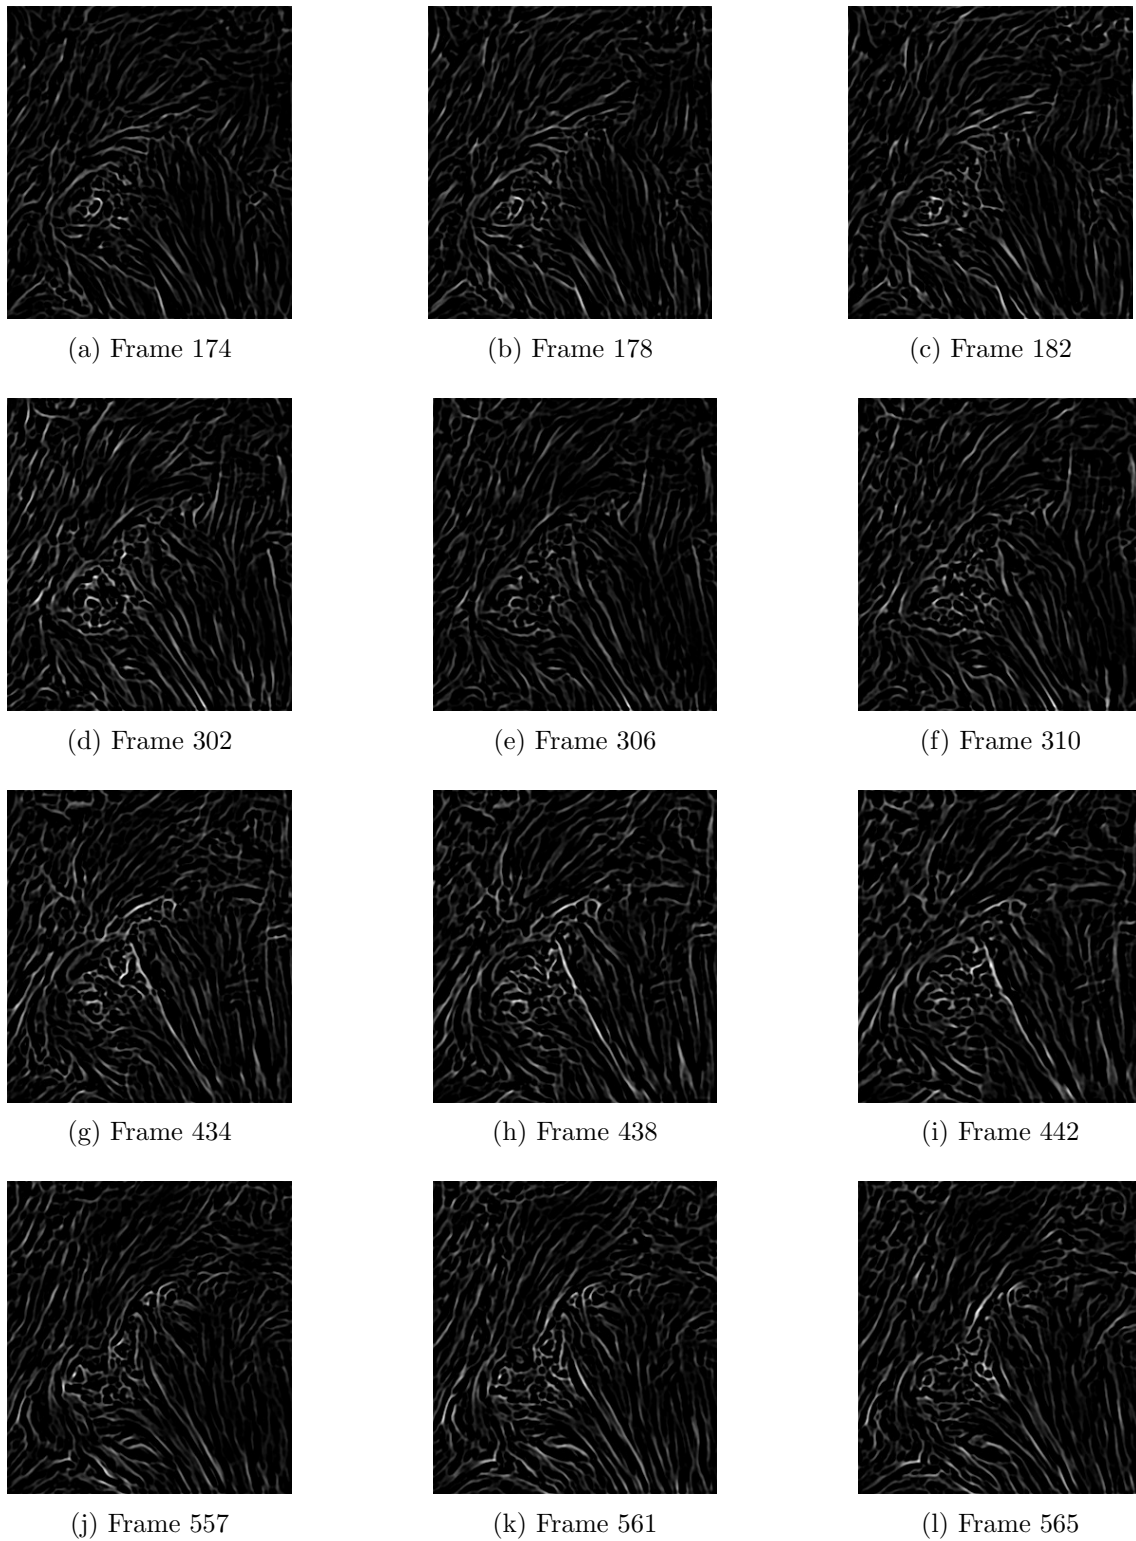 (a) Frame 174
(b) Frame 178
(c) Frame 182
(d) Frame 302
(e) Frame 306
(f) Frame 310
(g) Frame 434
(h) Frame 438
(i) Frame 442
(j) Frame 557
(k) Frame 561
(l) Frame 565